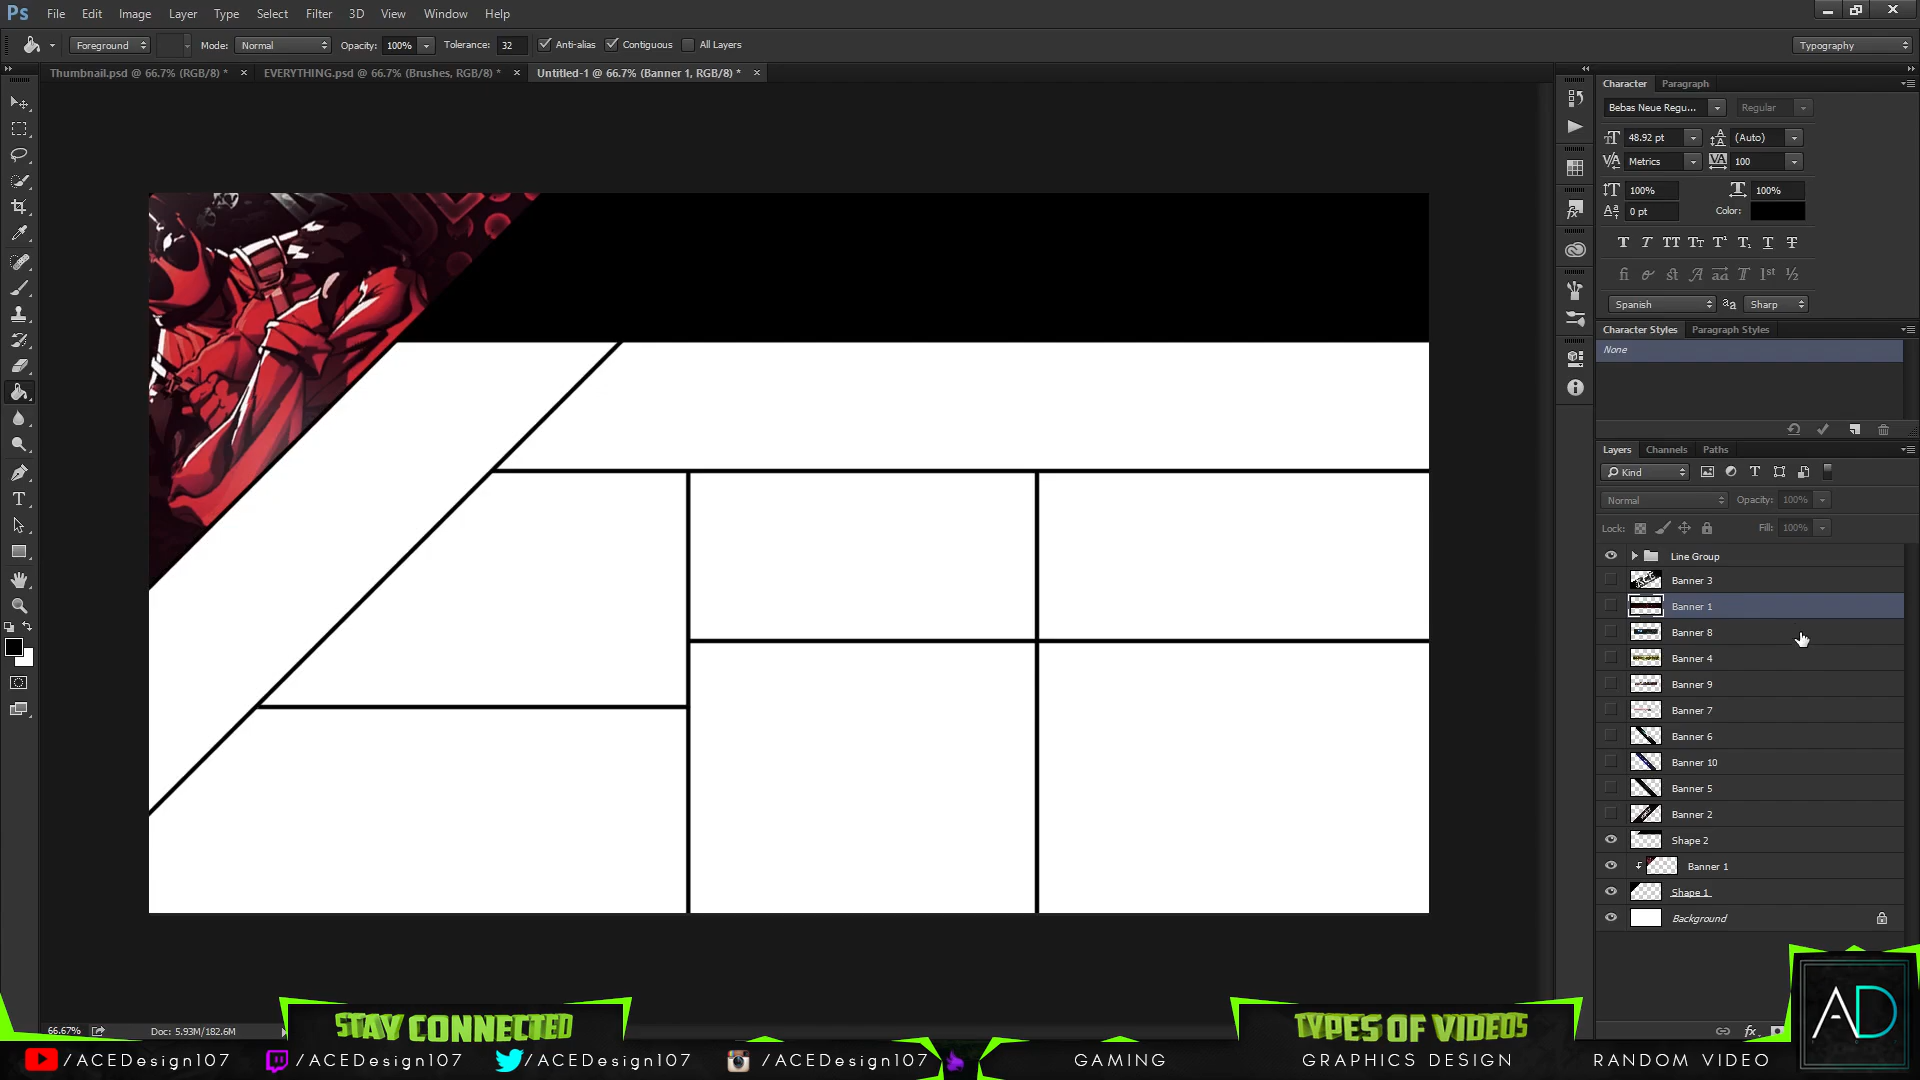 Ps File Edit Image Layer Type Select Filter 3D View Window Help
Foreground Mode: Normal Opacity: 100% Tolerance: 32 Anti-alias Contiguous All Layers Typography
Thumbnail.psd @ 66.7% (RGB/8) * × EVERYTHING.psd @ 66.7% (Brushes, RGB/8) * × Untitled-1 @ 66.7% (Banner 1, RGB/8) * ×
Character Paragraph
Bebas Neue Regu... Regular
48.92 pt (Auto)
Metrics 100
100% 100%
0 pt Color:
Spanish aa Sharp
Character Styles Paragraph Styles
None
Layers Channels Paths
Kind
Normal Opacity: 100%
Lock: Fill: 100%
Line Group
Banner 3
Banner 1
Banner 8
Banner 4
Banner 9
Banner 7
Banner 6
Banner 10
Banner 5
Banner 2
Shape 2
Banner 1
Shape 1
Background
66.67% Doc: 5.93M/182.6M
STAY CONNECTED
TYPES OF VIDEOS
/ACEDesign107 /ACEDesign107 /ACEDesign107 /ACEDesign107 GAMING GRAPHICS DESIGN RANDOM VIDEO
AD